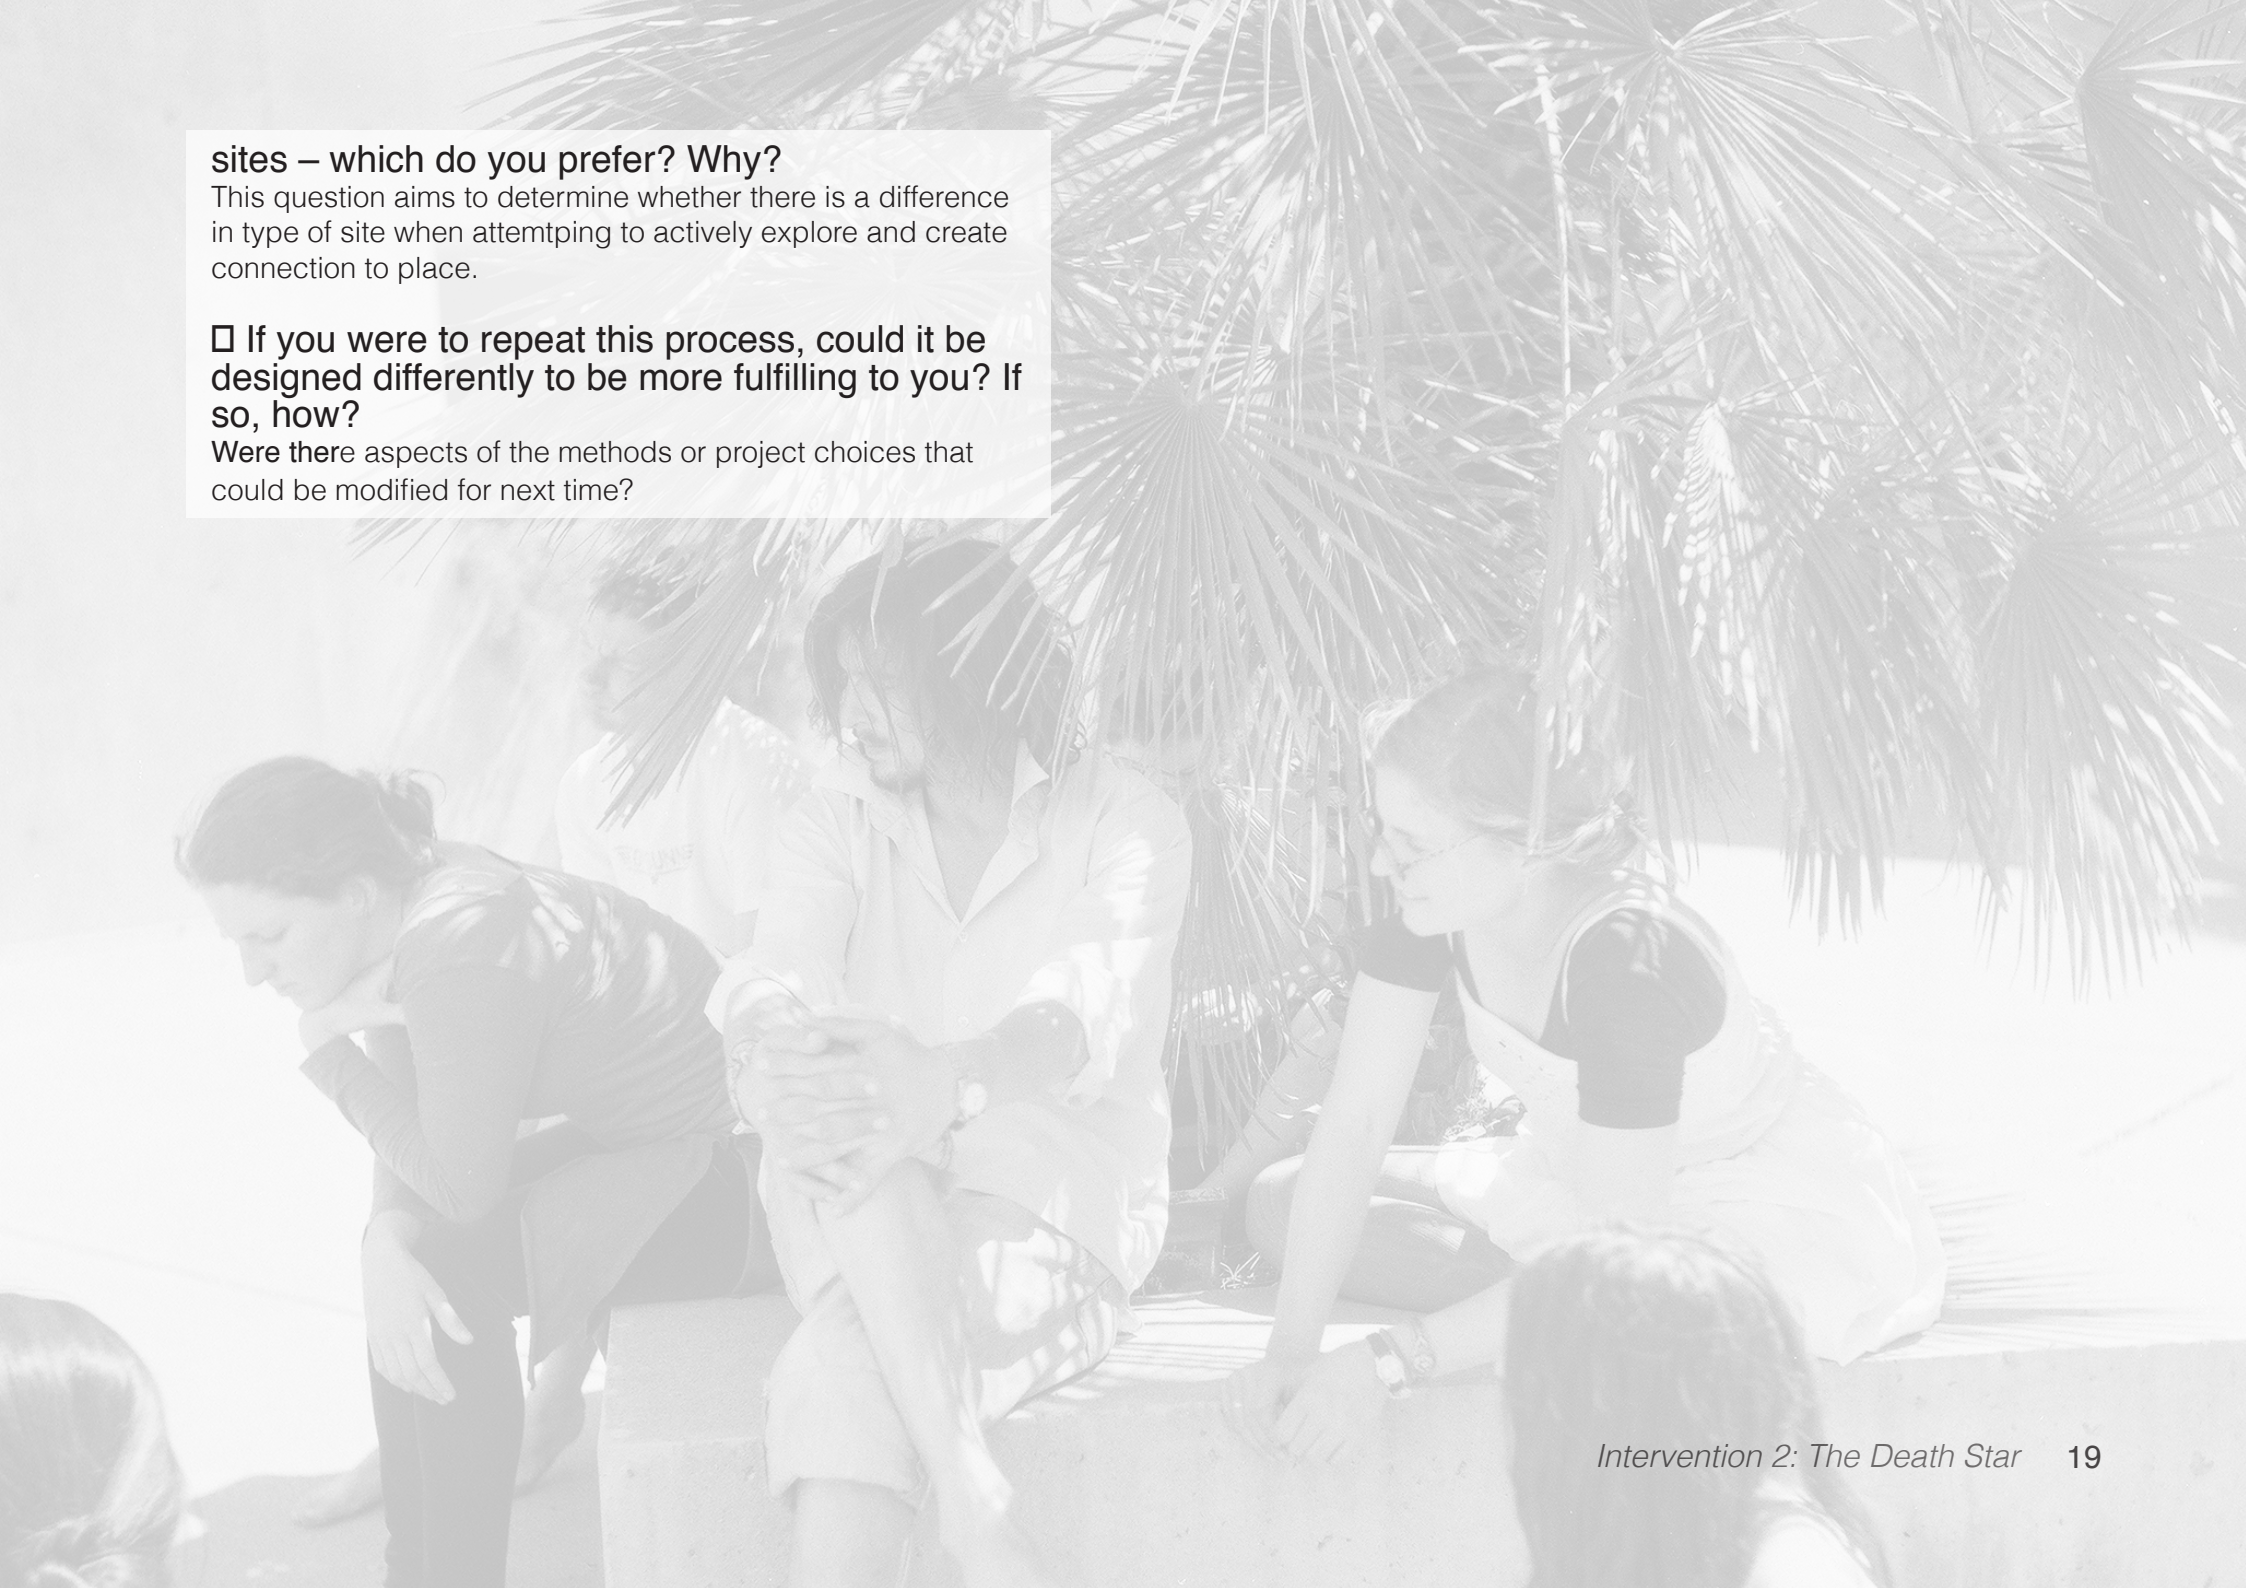 sites – which do you prefer? Why?
This question aims to determine whether there is a difference
in type of site when attemtping to actively explore and create
connection to place.
☐ If you were to repeat this process, could it be
designed differently to be more fulfilling to you? If
so, how?
Were there aspects of the methods or project choices that
could be modified for next time?
Intervention 2: The Death Star 19